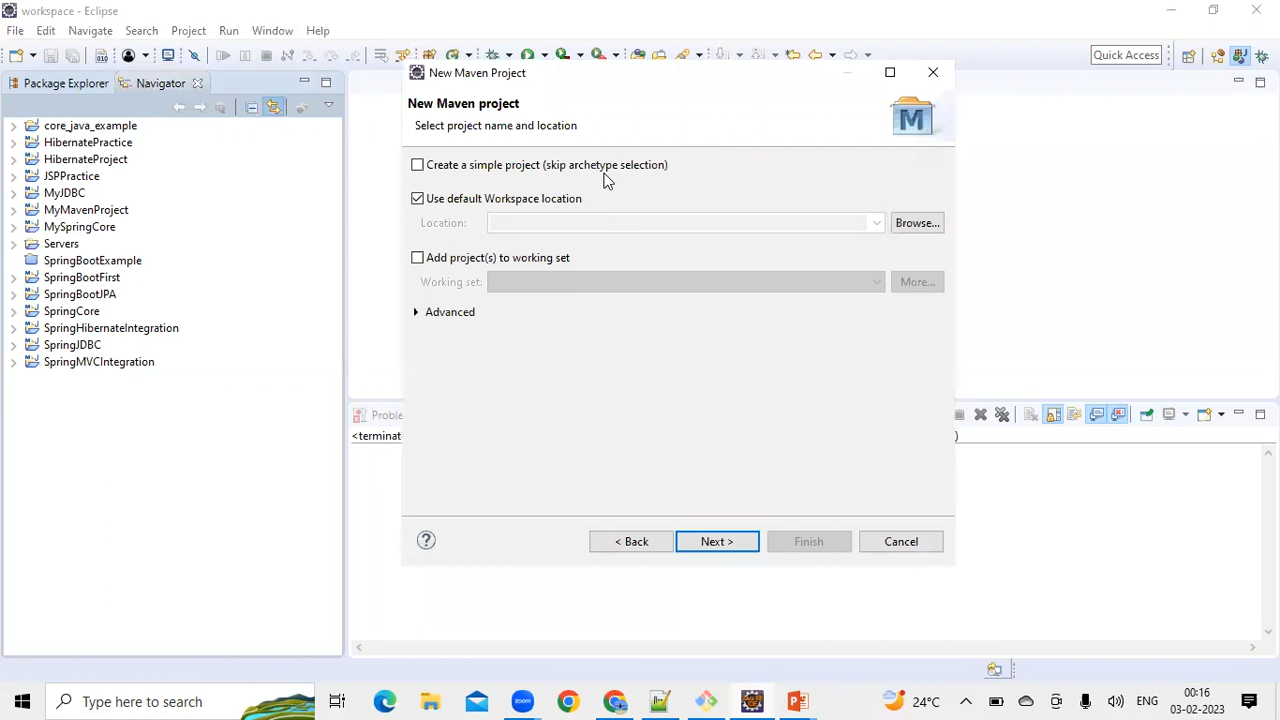 workspace - Eclipse
File Edit Navigate Search Project Run Window Help
Quick Access
Package Explorer Navigator
core_java_example
HibernatePractice
HibernateProject
JSPPractice
MyJDBC
MyMavenProject
MySpringCore
Servers
SpringBootExample
SpringBootFirst
SpringBootJPA
SpringCore
SpringHibernateIntegration
SpringJDBC
SpringMVCIntegration
New Maven Project
New Maven project
Select project name and location
M
Create a simple project (skip archetype selection)
Use default Workspace location
Location: Browse...
Add project(s) to working set
Working set: More...
Advanced
< Back Next > Finish Cancel
Proble
<terminat )
Type here to search
zoom
24°C
ENG
00:16
03-02-2023